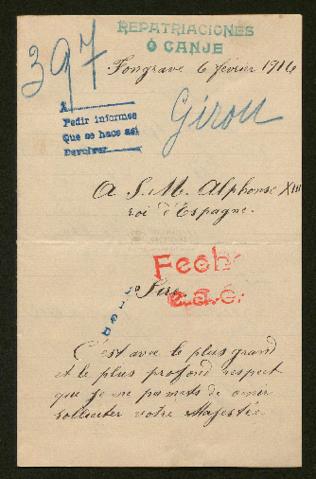 REPATRIACIONES
Ó CANJE
397
Fongrave 6 février 1916
A
Pedir informes
Que se hace así
Devolver
Girou
A S. M. Alphonse XIII
roi d'Espagne.
Fech
Sire
C'est avec le plus grand
et le plus profond respect
que je me permets de venir
solliciter votre Majesté